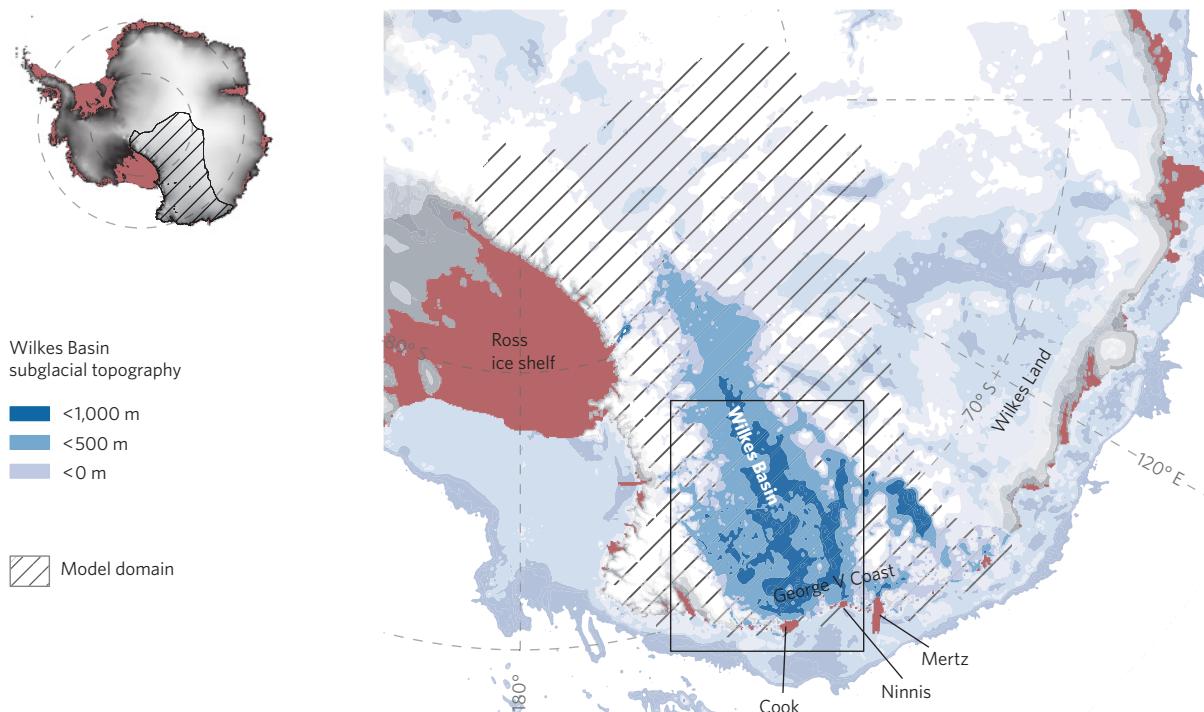 Wilkes Basin
subglacial topography
<1,000 m
<500 m
<0 m
Model domain
Ross
ice shelf
80° S
Wilkes Basin
70° S
Wilkes Land
120° E
George V Coast
Mertz
Ninnis
Cook
180°